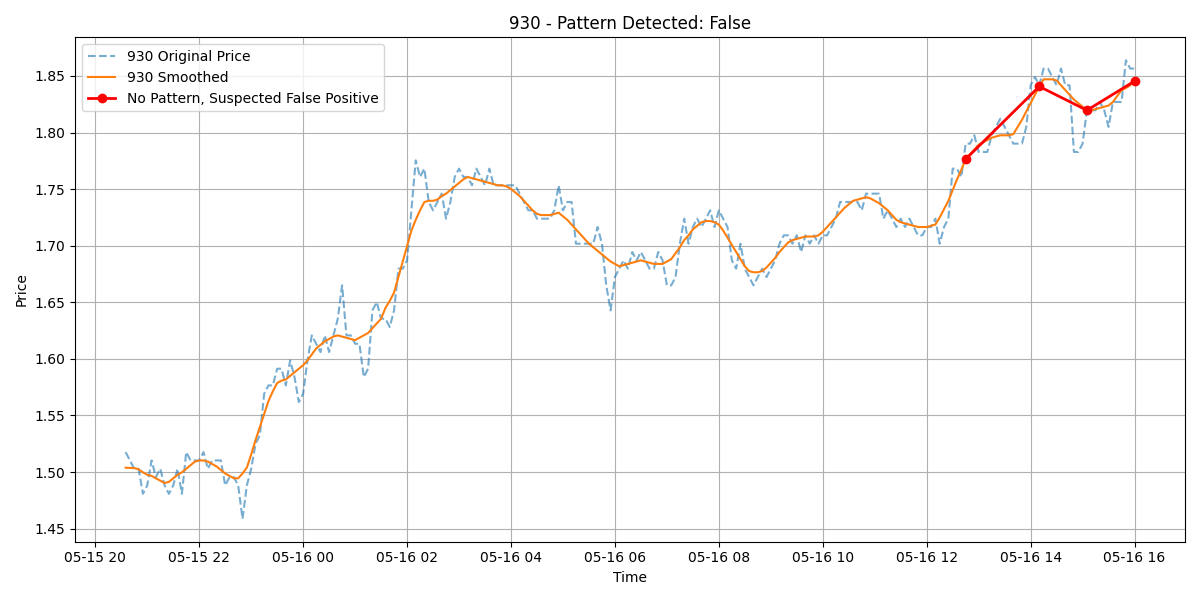 930 - Pattern Detected: False
930 Original Price
930 Smoothed
No Pattern, Suspected False Positive
Price
1.85
1.80
1.75
1.70
1.65
1.60
1.55
1.50
1.45
05-15 20 05-15 22 05-16 00 05-16 02 05-16 04 05-16 06 05-16 08 05-16 10 05-16 12 05-16 14 05-16 16
Time